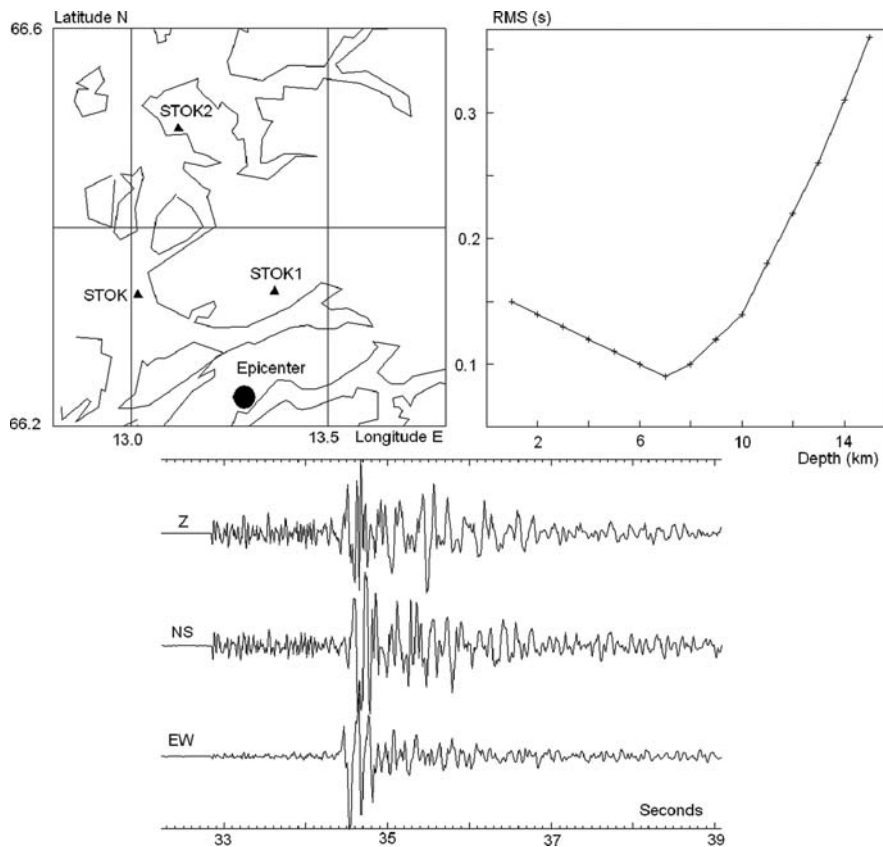 Latitude N
66.6
STOK2
STOK
STOK1
Epicenter
66.2
13.0
13.5
Longitude E
RMS (s)
0.3
0.2
0.1
2
6
10
14
Depth (km)
Z
NS
EW
Seconds
33
35
37
39